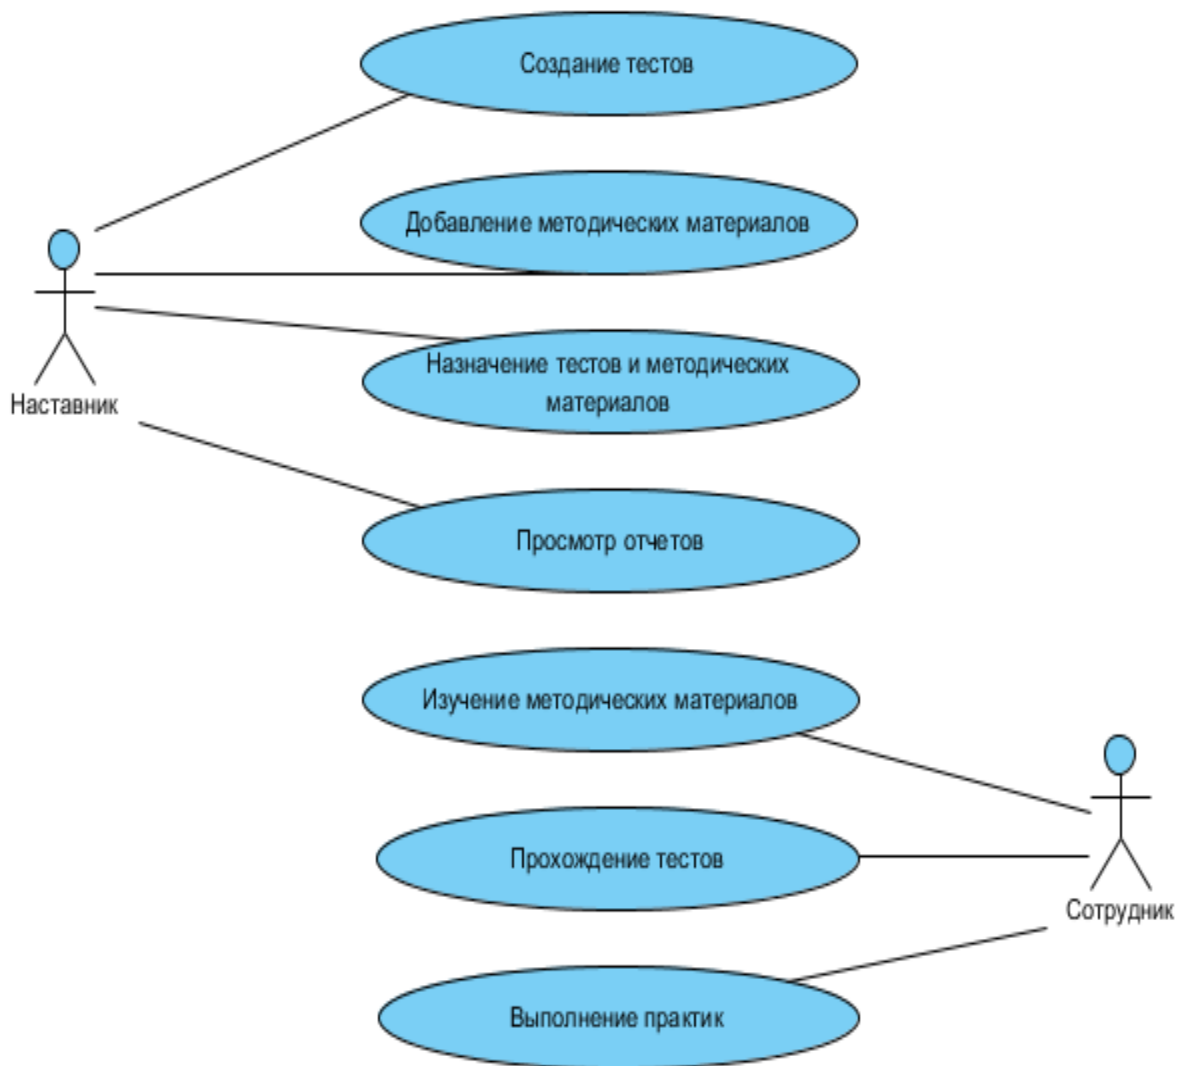 Создание тестов
Добавление методических материалов
Назначение тестов и методических
материалов
Наставник
Просмотр отчетов
Изучение методических материалов
Прохождение тестов
Сотрудник
Выполнение практик